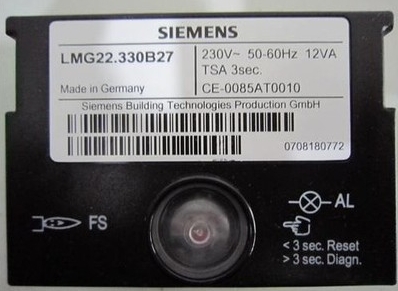 SIEMENS
LMG22.330B27
230V~ 50-60Hz 12VA
TSA 3sec.
Made in Germany
CE-0085AT0010
Siemens Building Technologies Production GmbH
0708180772
FS
AL
< 3 sec. Reset
> 3 sec. Diagn.